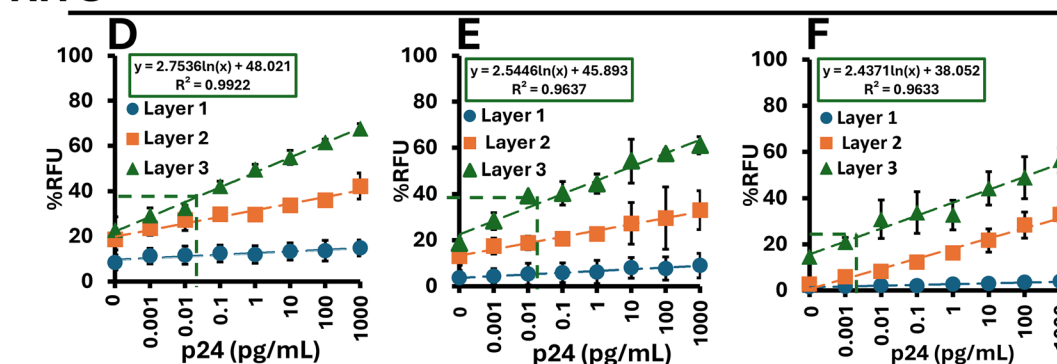 D
100
80
60
40
20
0
%RFU
y = 2.7536ln(x) + 48.021
R² = 0.9922
Layer 1
Layer 2
Layer 3
0
0.001
0.01
0.1
1
10
100
1000
p24 (pg/mL)
E
100
80
60
40
20
0
%RFU
y = 2.5446ln(x) + 45.893
R² = 0.9637
Layer 1
Layer 2
Layer 3
0
0.001
0.01
0.1
1
10
100
1000
p24 (pg/mL)
F
100
80
60
40
20
0
%RFU
y = 2.4371ln(x) + 38.052
R² = 0.9633
Layer 1
Layer 2
Layer 3
0
0.001
0.01
0.1
1
10
100
1000
p24 (pg/mL)